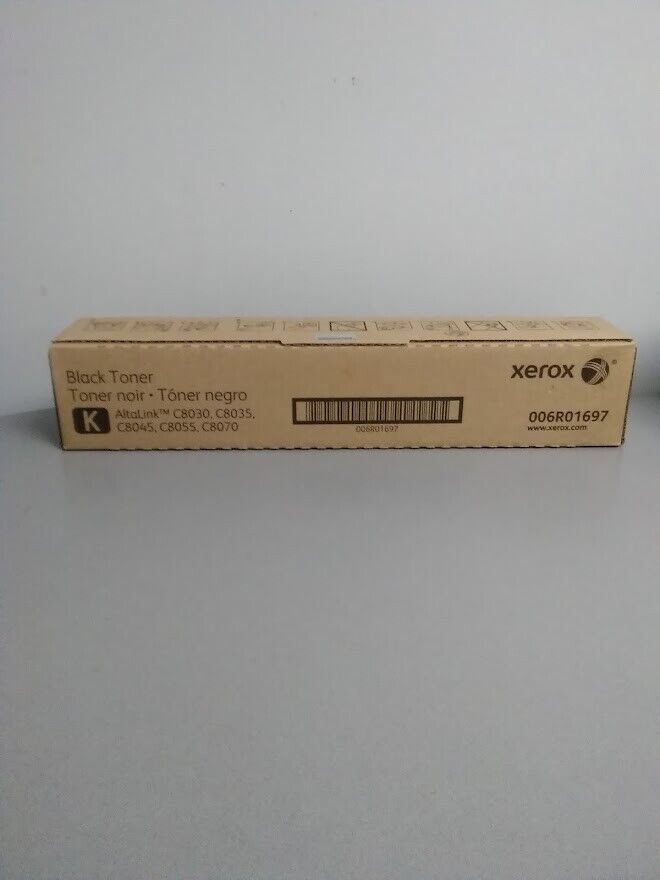 Black Toner
Toner noir • Tóner negro
K
AltaLink™ C8030, C8035,
C8045, C8055, C8070
006R01697
xerox
006R01697
www.xerox.com